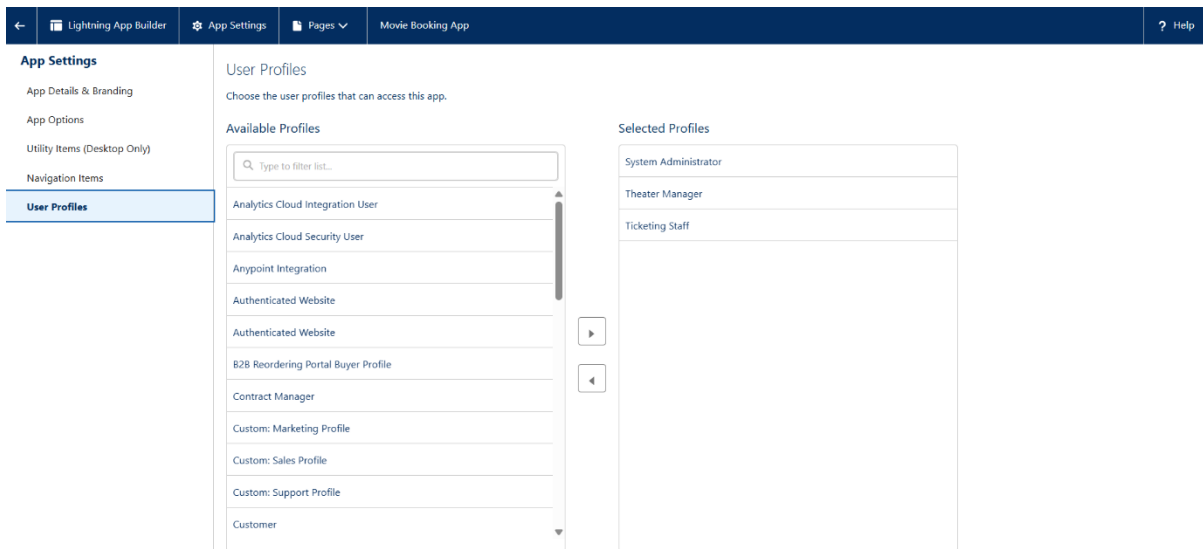 Lightning App Builder
App Settings
Pages
Movie Booking App
? Help
App Settings
App Details & Branding
App Options
Utility Items (Desktop Only)
Navigation Items
User Profiles
User Profiles
Choose the user profiles that can access this app.
Available Profiles
Type to filter list...
Analytics Cloud Integration User
Analytics Cloud Security User
Anypoint Integration
Authenticated Website
Authenticated Website
B2B Reordering Portal Buyer Profile
Contract Manager
Custom: Marketing Profile
Custom: Sales Profile
Custom: Support Profile
Customer
Selected Profiles
System Administrator
Theater Manager
Ticketing Staff